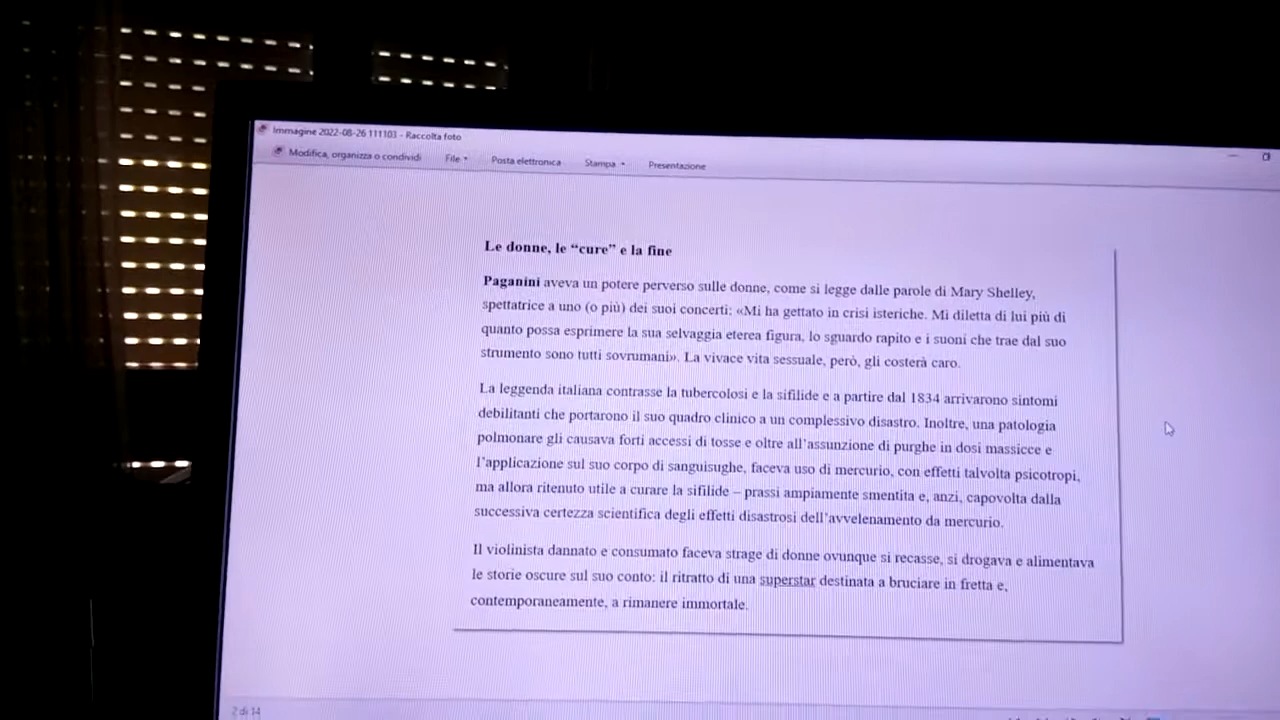 Immagine 2022-08-26 111103 - Raccolta foto
Modifica, organizza o condividi File Posta elettronica Stampa Presentazione
Le donne, le “cure” e la fine
Paganini aveva un potere perverso sulle donne, come si legge dalle parole di Mary Shelley,
spettatrice a uno (o più) dei suoi concerti: «Mi ha gettato in crisi isteriche. Mi diletta di lui più di
quanto possa esprimere la sua selvaggia eterea figura, lo sguardo rapito e i suoni che trae dal suo
strumento sono tutti sovrumani». La vivace vita sessuale, però, gli costerà caro.
La leggenda italiana contrasse la tubercolosi e la sifilide e a partire dal 1834 arrivarono sintomi
debilitanti che portarono il suo quadro clinico a un complessivo disastro. Inoltre, una patologia
polmonare gli causava forti accessi di tosse e oltre all’assunzione di purghe in dosi massicce e
l’applicazione sul suo corpo di sanguisughe, faceva uso di mercurio, con effetti talvolta psicotropi,
ma allora ritenuto utile a curare la sifilide – prassi ampiamente smentita e, anzi, capovolta dalla
successiva certezza scientifica degli effetti disastrosi dell’avvelenamento da mercurio.
Il violinista dannato e consumato faceva strage di donne ovunque si recasse, si drogava e alimentava
le storie oscure sul suo conto: il ritratto di una superstar destinata a bruciare in fretta e,
contemporaneamente, a rimanere immortale.
2 di 14